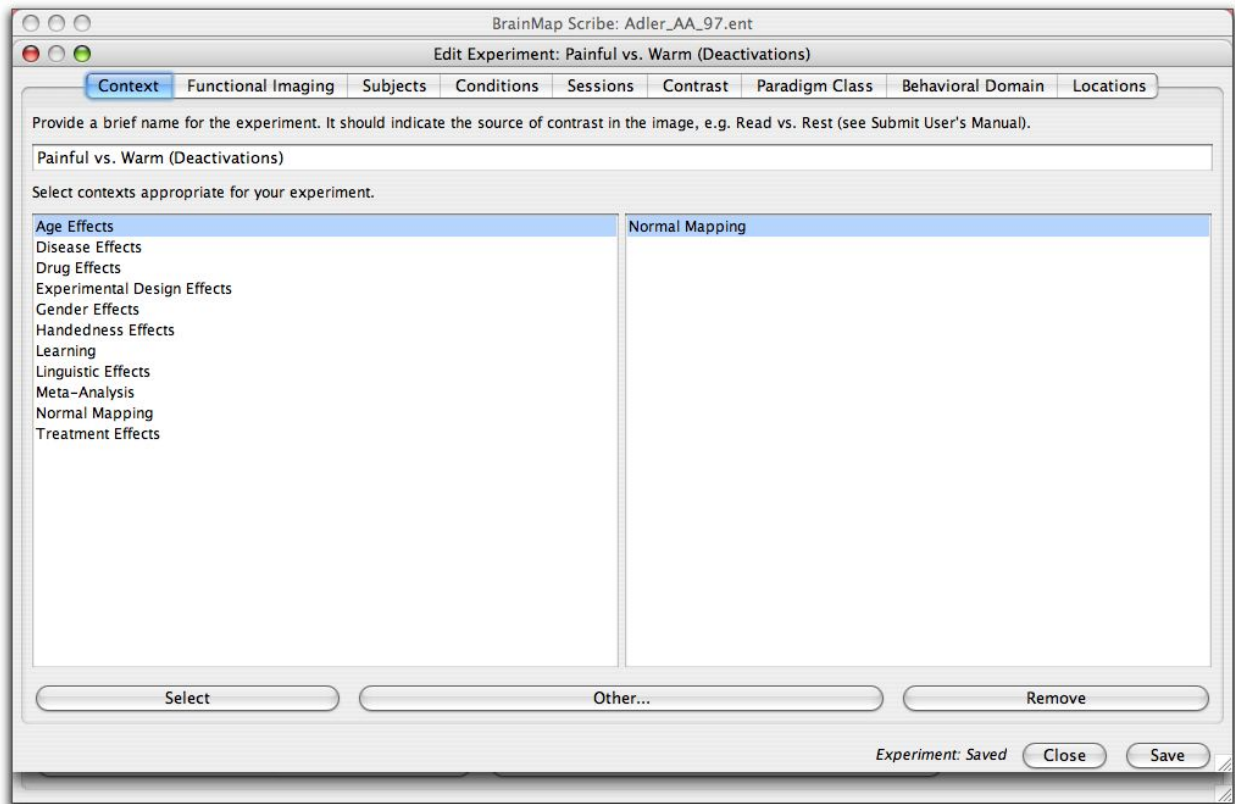 BrainMap Scribe: Adler_AA_97.ent
Edit Experiment: Painful vs. Warm (Deactivations)
Context Functional Imaging Subjects Conditions Sessions Contrast Paradigm Class Behavioral Domain Locations
Provide a brief name for the experiment. It should indicate the source of contrast in the image, e.g. Read vs. Rest (see Submit User's Manual).
Painful vs. Warm (Deactivations)
Select contexts appropriate for your experiment.
Age Effects
Disease Effects
Drug Effects
Experimental Design Effects
Gender Effects
Handedness Effects
Learning
Linguistic Effects
Meta-Analysis
Normal Mapping
Treatment Effects
Normal Mapping
Select Other... Remove
Experiment: Saved Close Save